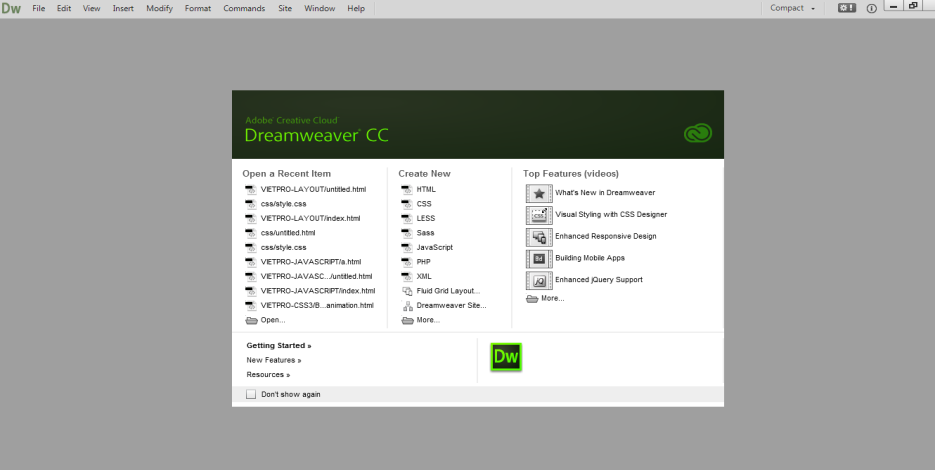 Dw File Edit View Insert Modify Format Commands Site Window Help Compact
Adobe Creative Cloud
Dreamweaver CC
Open a Recent Item
VIETPRO-LAYOUT/untitled.html
css/style.css
VIETPRO-LAYOUT/index.html
css/untitled.html
css/style.css
VIETPRO-JAVASCRIPT/a.html
VIETPRO-JAVASC.../untitled.html
VIETPRO-JAVASCRIPT/index.html
VIETPRO-CSS3/B...animation.html
Open...
Create New
HTML
CSS
LESS
Sass
JavaScript
PHP
XML
Fluid Grid Layout...
Dreamweaver Site...
More...
Top Features (videos)
What's New in Dreamweaver
CSS Visual Styling with CSS Designer
Enhanced Responsive Design
Bd Building Mobile Apps
jQ Enhanced jQuery Support
More...
Getting Started »
New Features »
Resources »
Dw
Don't show again